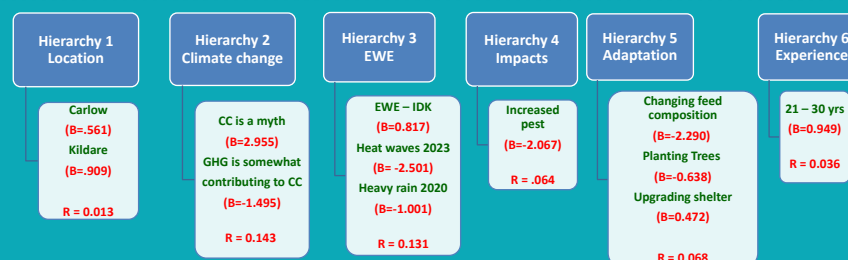 Hierarchy 1
Location
Carlow
(B=.561)
Kildare
(B=.909)
R = 0.013
Hierarchy 2
Climate change
CC is a myth
(B=2.955)
GHG is somewhat
contributing to CC
(B=-1.495)
R = 0.143
Hierarchy 3
EWE
EWE – IDK
(B=0.817)
Heat waves 2023
(B= -2.501)
Heavy rain 2020
(B=-1.001)
R = 0.131
Hierarchy 4
Impacts
Increased
pest
(B=-2.067)
R = .064
Hierarchy 5
Adaptation
Changing feed
composition
(B=-2.290)
Planting Trees
(B=-0.638)
Upgrading shelter
(B=0.472)
R = 0.068
Hierarchy 6
Experience
21 – 30 yrs
(B=0.949)
R = 0.036